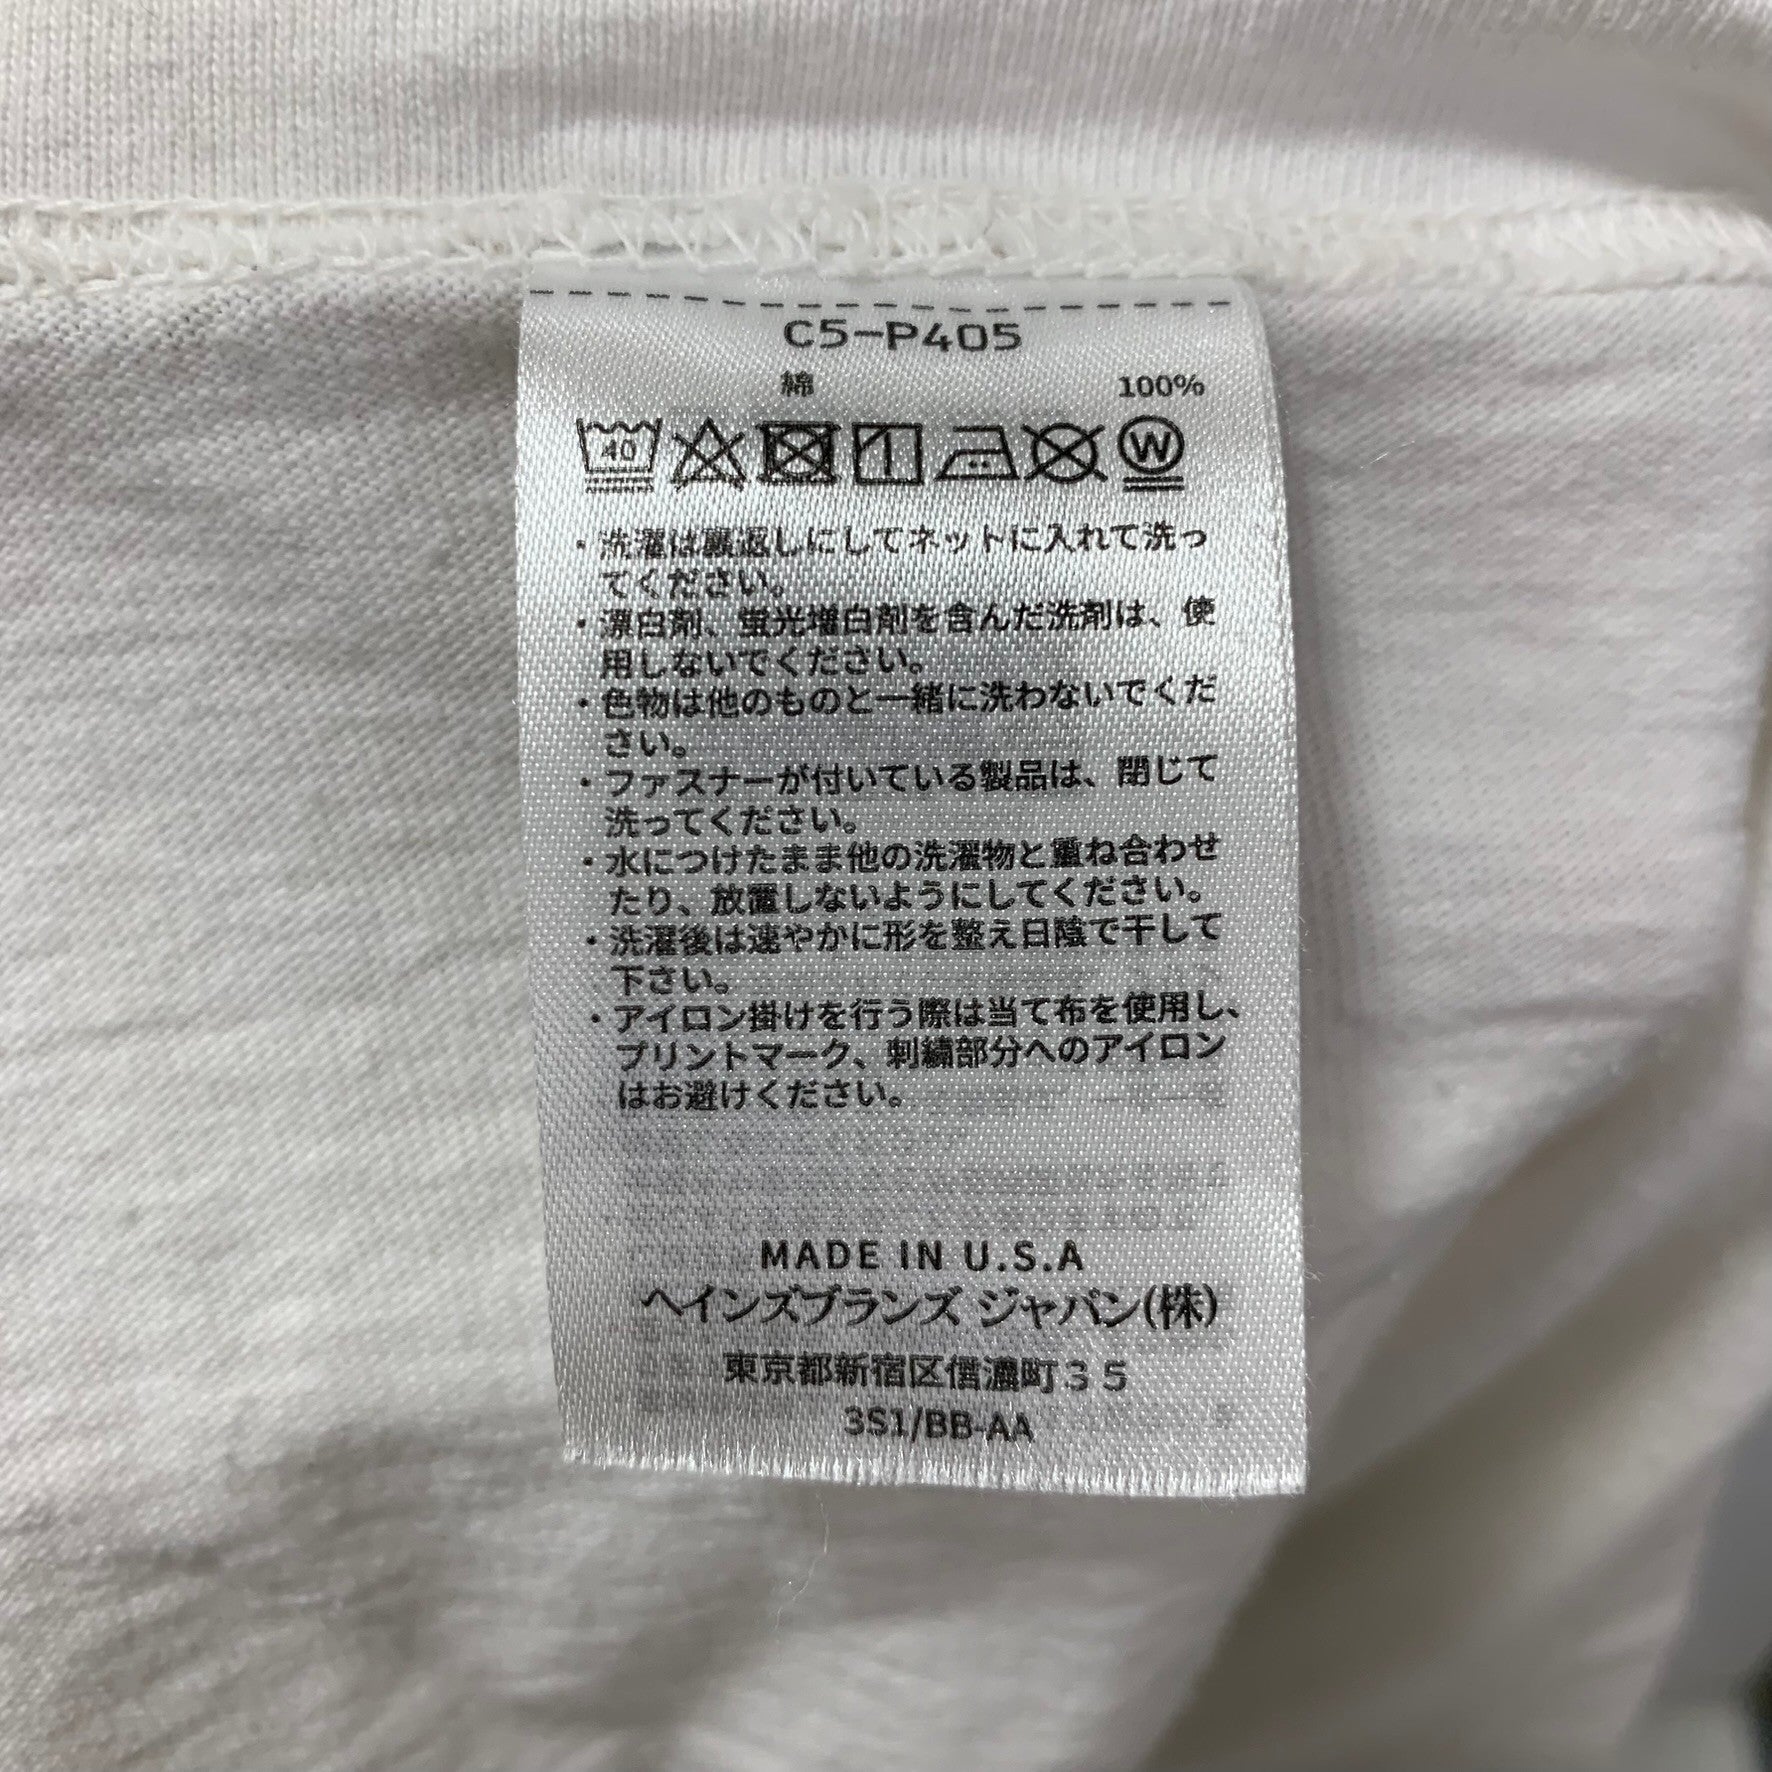 C5-P405
綿 100%
40 W
・洗濯は裏返しにしてネットに入れて洗っ
てください。
・漂白剤、蛍光増白剤を含んだ洗剤は、使
用しないでください。
・色物は他のものと一緒に洗わないでくだ
さい。
・ファスナーが付いている製品は、閉じて
洗ってください。
・水につけたまま他の洗濯物と重ね合わせ
たり、放置しないようにしてください。
・洗濯後は速やかに形を整え日陰で干して
下さい。
・アイロン掛けを行う際は当て布を使用し、
プリントマーク、刺繍部分へのアイロン
はお避けください。
MADE IN U.S.A
ヘインズブランズ ジャパン(株)
東京都新宿区信濃町35
3S1/BB-AA